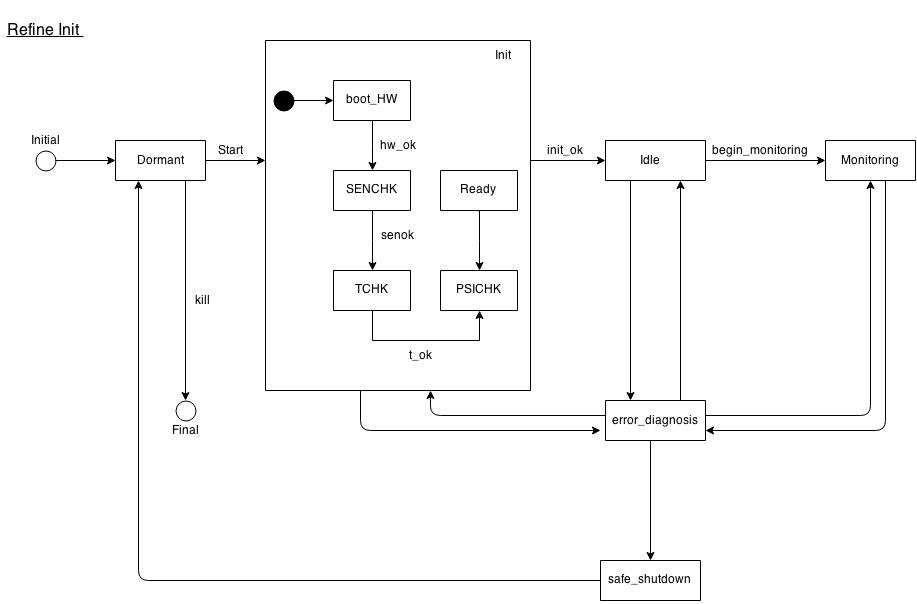 Refine Init
Init
boot_HW
Initial
hw_ok
Start
init_ok
begin_monitoring
Dormant
Idle
Monitoring
SENCHK
Ready
senok
TCHK
PSICHK
kill
t_ok
error_diagnosis
Final
safe_shutdown